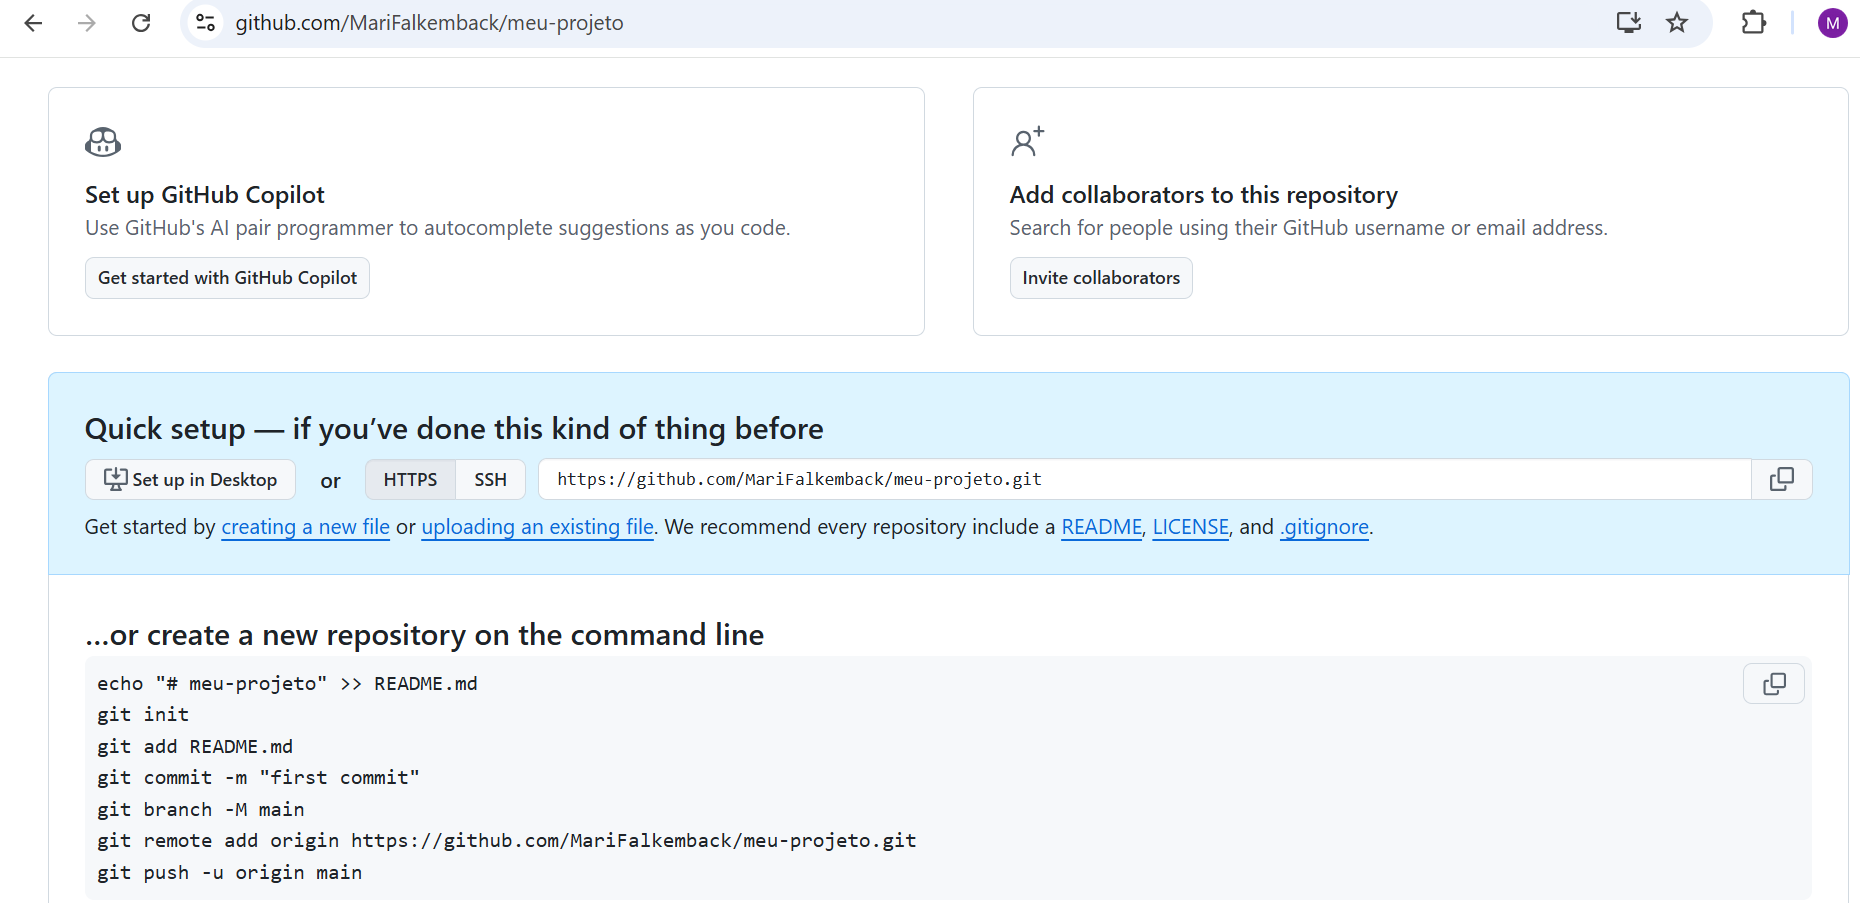 github.com/MariFalkemback/meu-projeto
M
Set up GitHub Copilot
Use GitHub's AI pair programmer to autocomplete suggestions as you code.
Get started with GitHub Copilot
Add collaborators to this repository
Search for people using their GitHub username or email address.
Invite collaborators
Quick setup — if you’ve done this kind of thing before
Set up in Desktop or HTTPS SSH https://github.com/MariFalkemback/meu-projeto.git
Get started by creating a new file or uploading an existing file. We recommend every repository include a README, LICENSE, and .gitignore.
…or create a new repository on the command line
echo "# meu-projeto" >> README.md
git init
git add README.md
git commit -m "first commit"
git branch -M main
git remote add origin https://github.com/MariFalkemback/meu-projeto.git
git push -u origin main